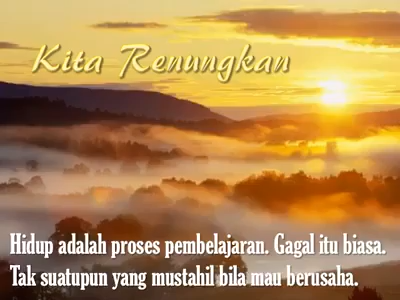 Kita Renungkan
Hidup adalah proses pembelajaran. Gagal itu biasa.
Tak suatupun yang mustahil bila mau berusaha.